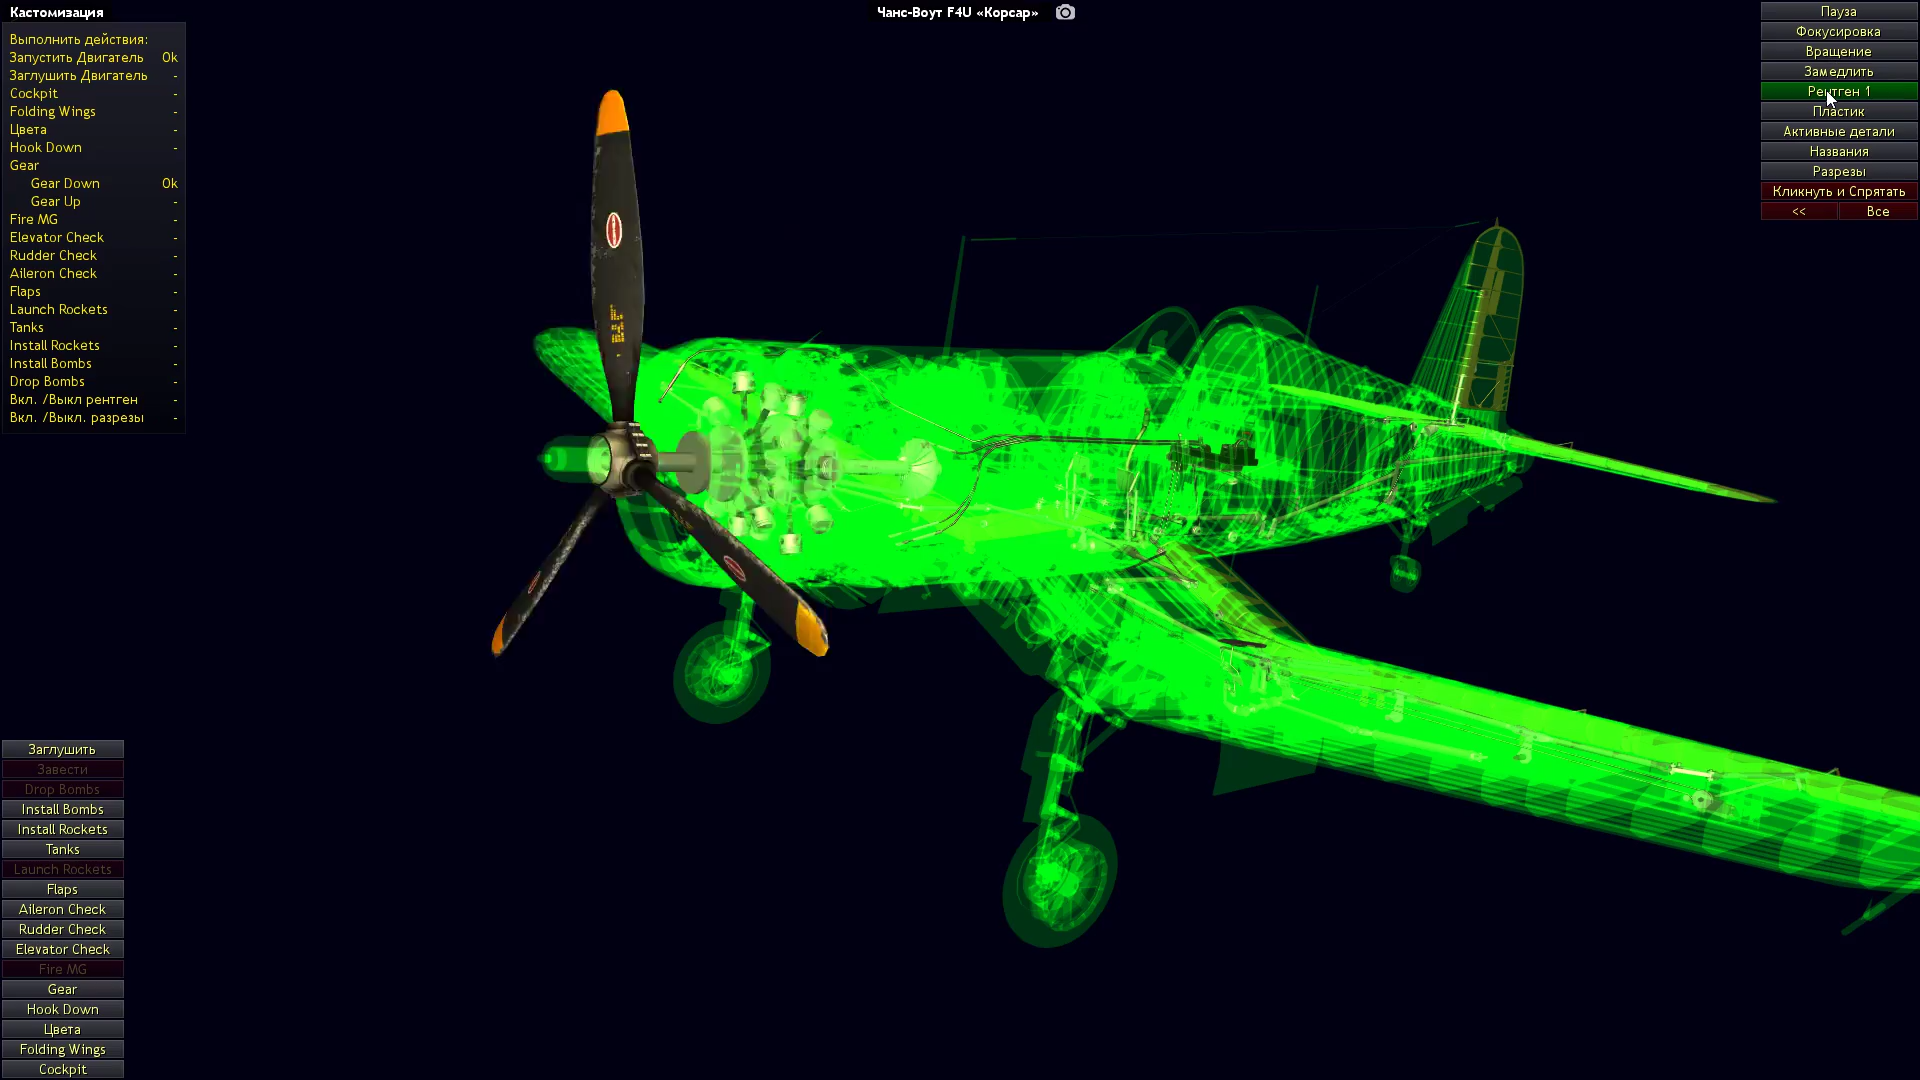 Кастомизация
Чанс-Воут F4U «Корсар»
Выполнить действия:
Запустить Двигатель Ok
Заглушить Двигатель -
Cockpit -
Folding Wings -
Цвета -
Hook Down -
Gear
Gear Down Ok
Gear Up -
Fire MG -
Elevator Check -
Rudder Check -
Aileron Check -
Flaps -
Launch Rockets -
Tanks -
Install Rockets -
Install Bombs -
Drop Bombs -
Вкл. /Выкл рентген -
Вкл. /Выкл. разрезы -
Пауза
Фокусировка
Вращение
Замедлить
Рентген 1
Пластик
Активные детали
Названия
Разрезы
Кликнуть и Спрятать
<< Все
Заглушить
Завести
Drop Bombs
Install Bombs
Install Rockets
Tanks
Launch Rockets
Flaps
Aileron Check
Rudder Check
Elevator Check
Fire MG
Gear
Hook Down
Цвета
Folding Wings
Cockpit